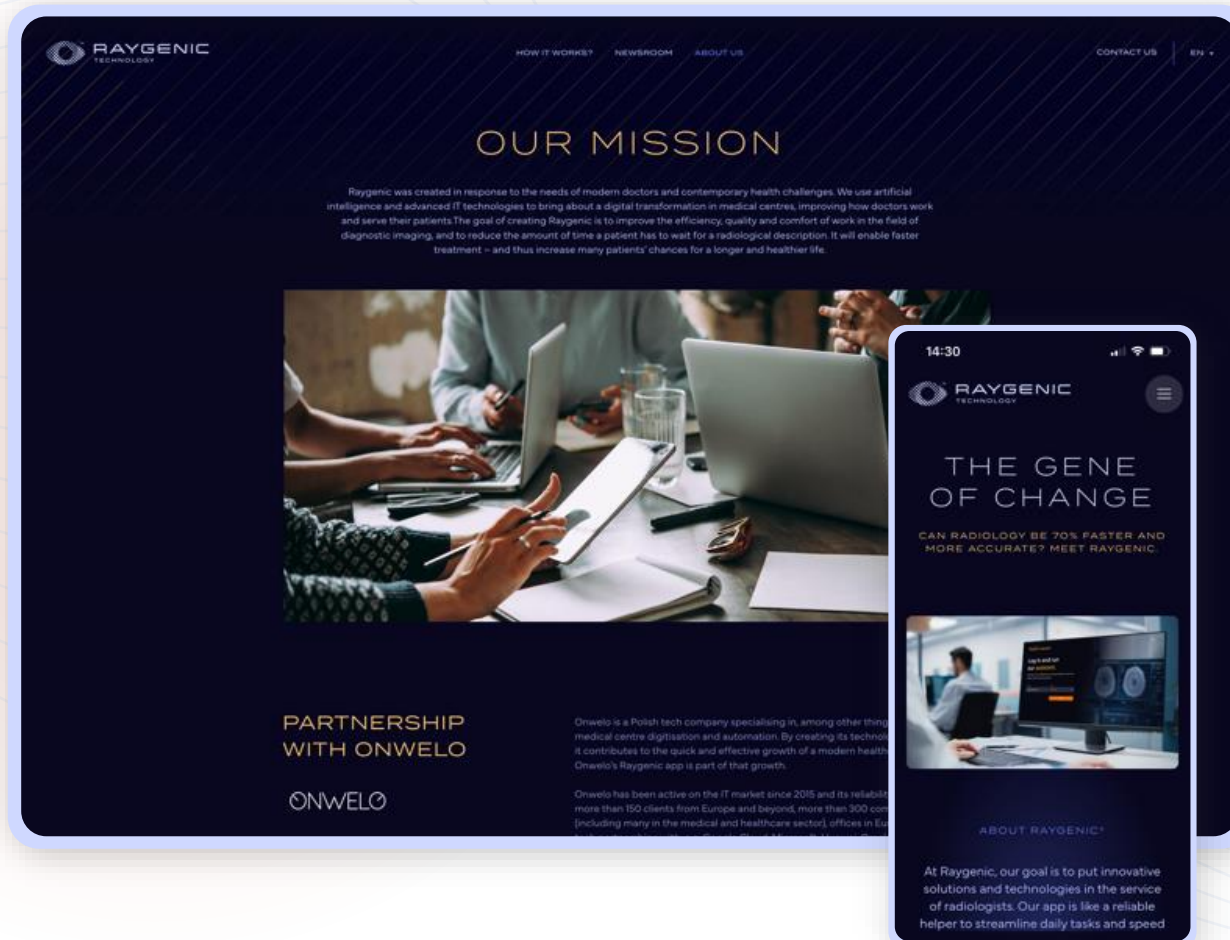 RAYGENIC
TECHNOLOGY
HOW IT WORKS?
NEWSROOM
ABOUT US
CONTACT US
EN
OUR MISSION
Raygenic was created in response to the needs of modern doctors and contemporary health challenges. We use artificial
intelligence and advanced IT technologies to bring about a digital transformation in medical centres, improving how doctors work
and serve their patients.The goal of creating Raygenic is to improve the efficiency, quality and comfort of work in the field of
diagnostic imaging, and to reduce the amount of time a patient has to wait for a radiological description. It will enable faster
treatment – and thus increase many patients' chances for a longer and healthier life.
PARTNERSHIP
WITH ONWELO
ONWELO
Onwelo is a Polish tech company specialising in, among other thing
medical centre digitisation and automation. By creating its technolo
it contributes to the quick and effective growth of a modern health
Onwelo's Raygenic app is part of that growth.
Onwelo has been active on the IT market since 2015 and its reliabilit
more than 150 clients from Europe and beyond, more than 300 com
(including many in the medical and healthcare sector), offices in Eu
14:30
RAYGENIC
TECHNOLOGY
THE GENE
OF CHANGE
CAN RADIOLOGY BE 70% FASTER AND
MORE ACCURATE? MEET RAYGENIC.
Log in and run
ABOUT RAYGENIC®
At Raygenic, our goal is to put innovative
solutions and technologies in the service
of radiologists. Our app is like a reliable
helper to streamline daily tasks and speed